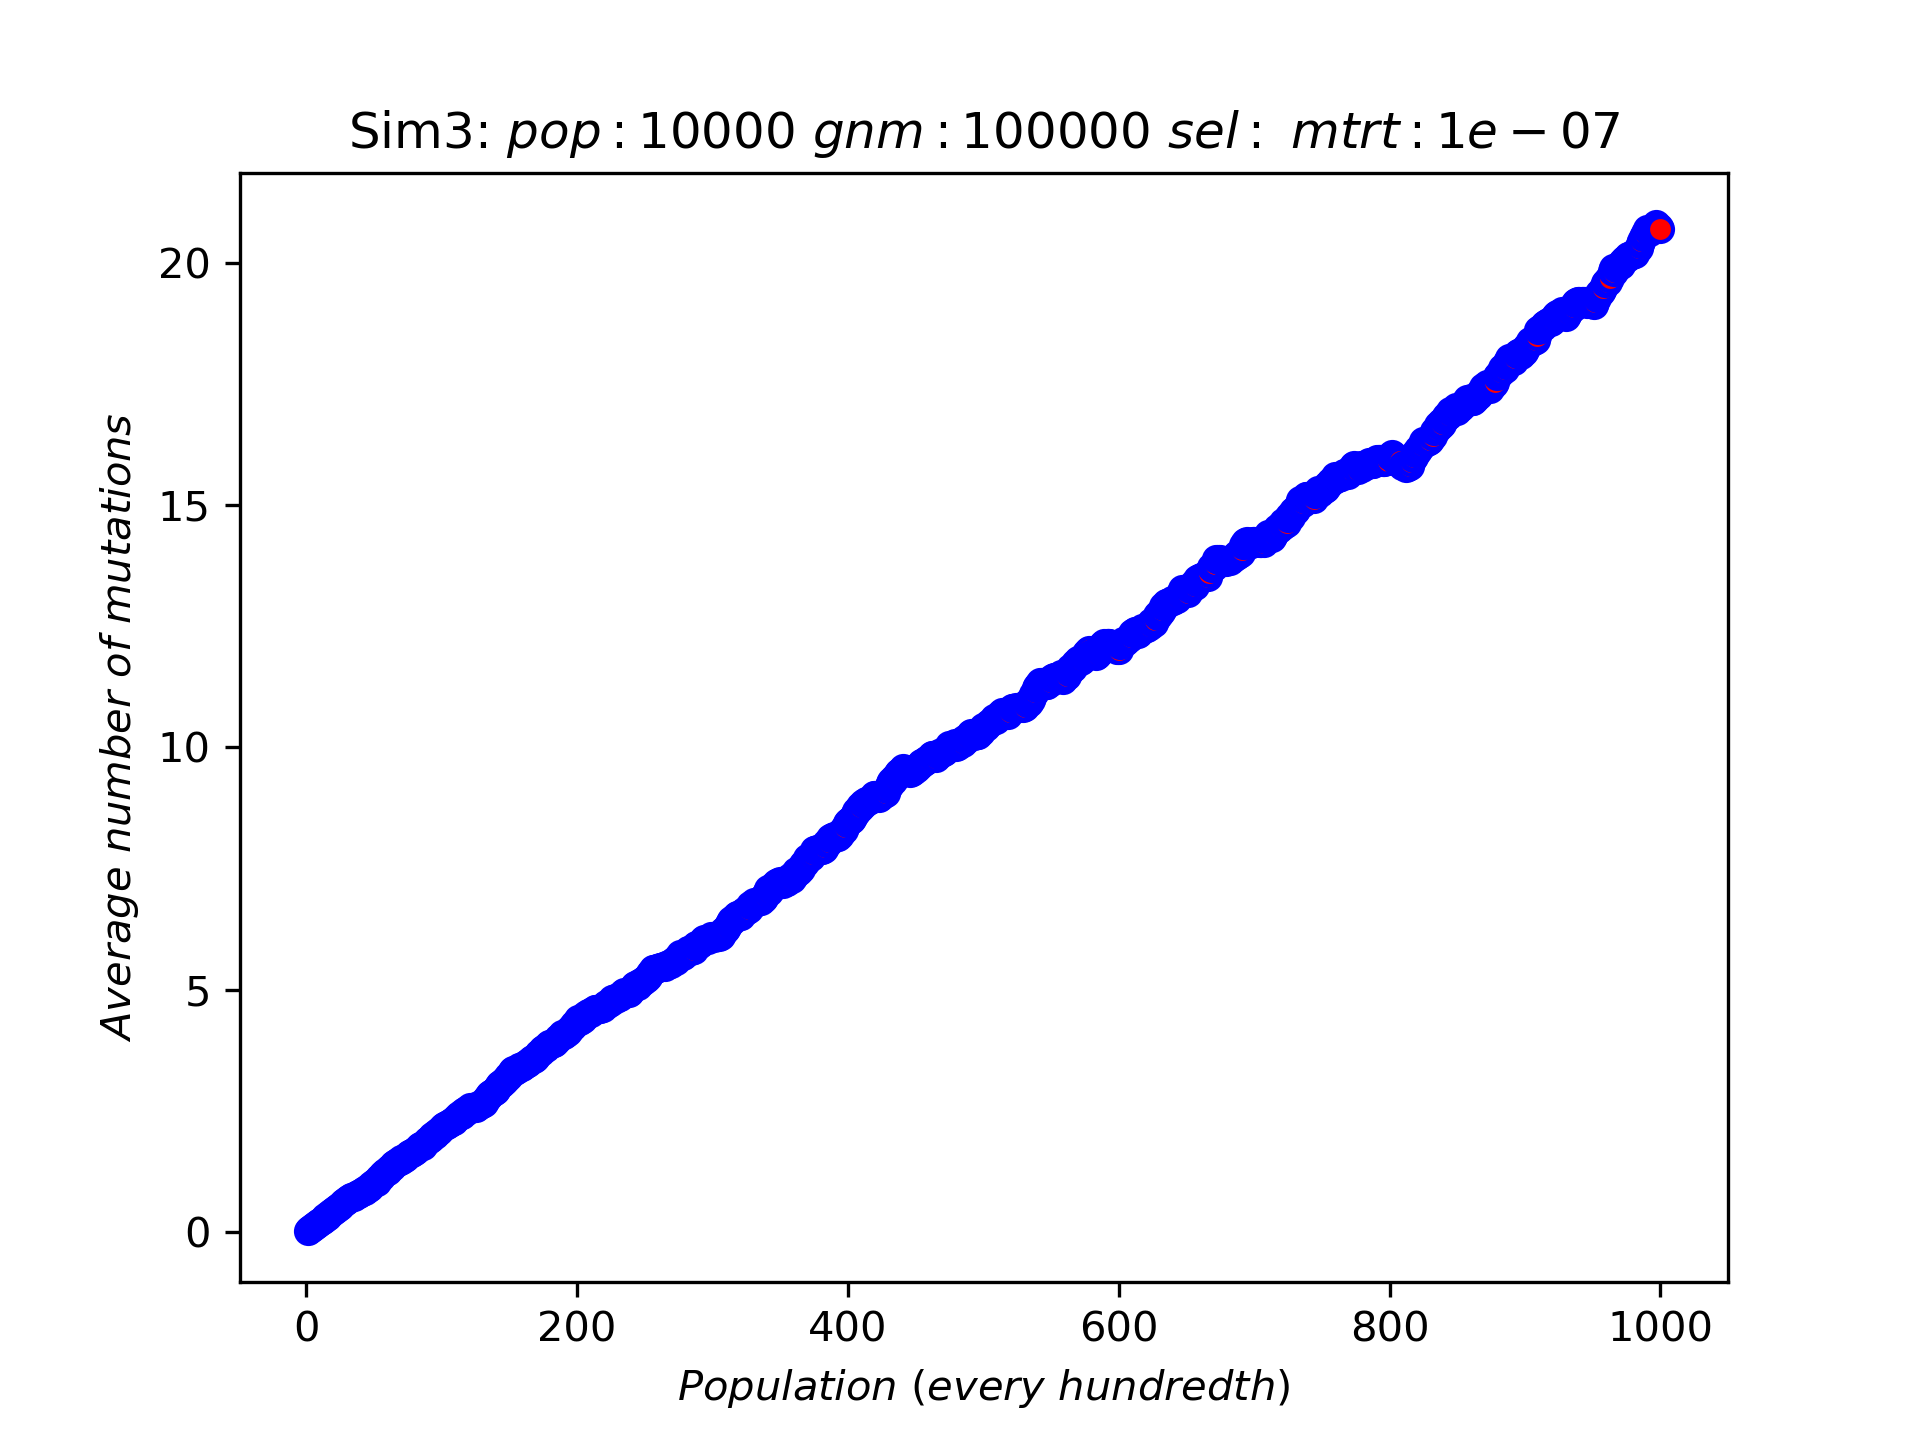 Sim3: pop : 10000 gnm : 100000 sel : mtrt : 1e − 07
20
15
10
5
0
Average number of mutations
0 200 400 600 800 1000
Population (every hundredth)